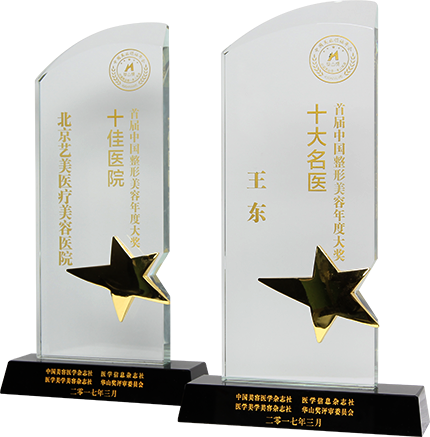 首届中国整形美容年度大奖
十佳医院
北京艺美医疗美容医院
中国美容医学杂志社 医学信息杂志社
医学美学美容杂志社 华山奖评审委员会
二〇一七年三月
首届中国整形美容年度大奖
十大名医
王东
中国美容医学杂志社 医学信息杂志社
医学美学美容杂志社 华山奖评审委员会
二〇一七年三月